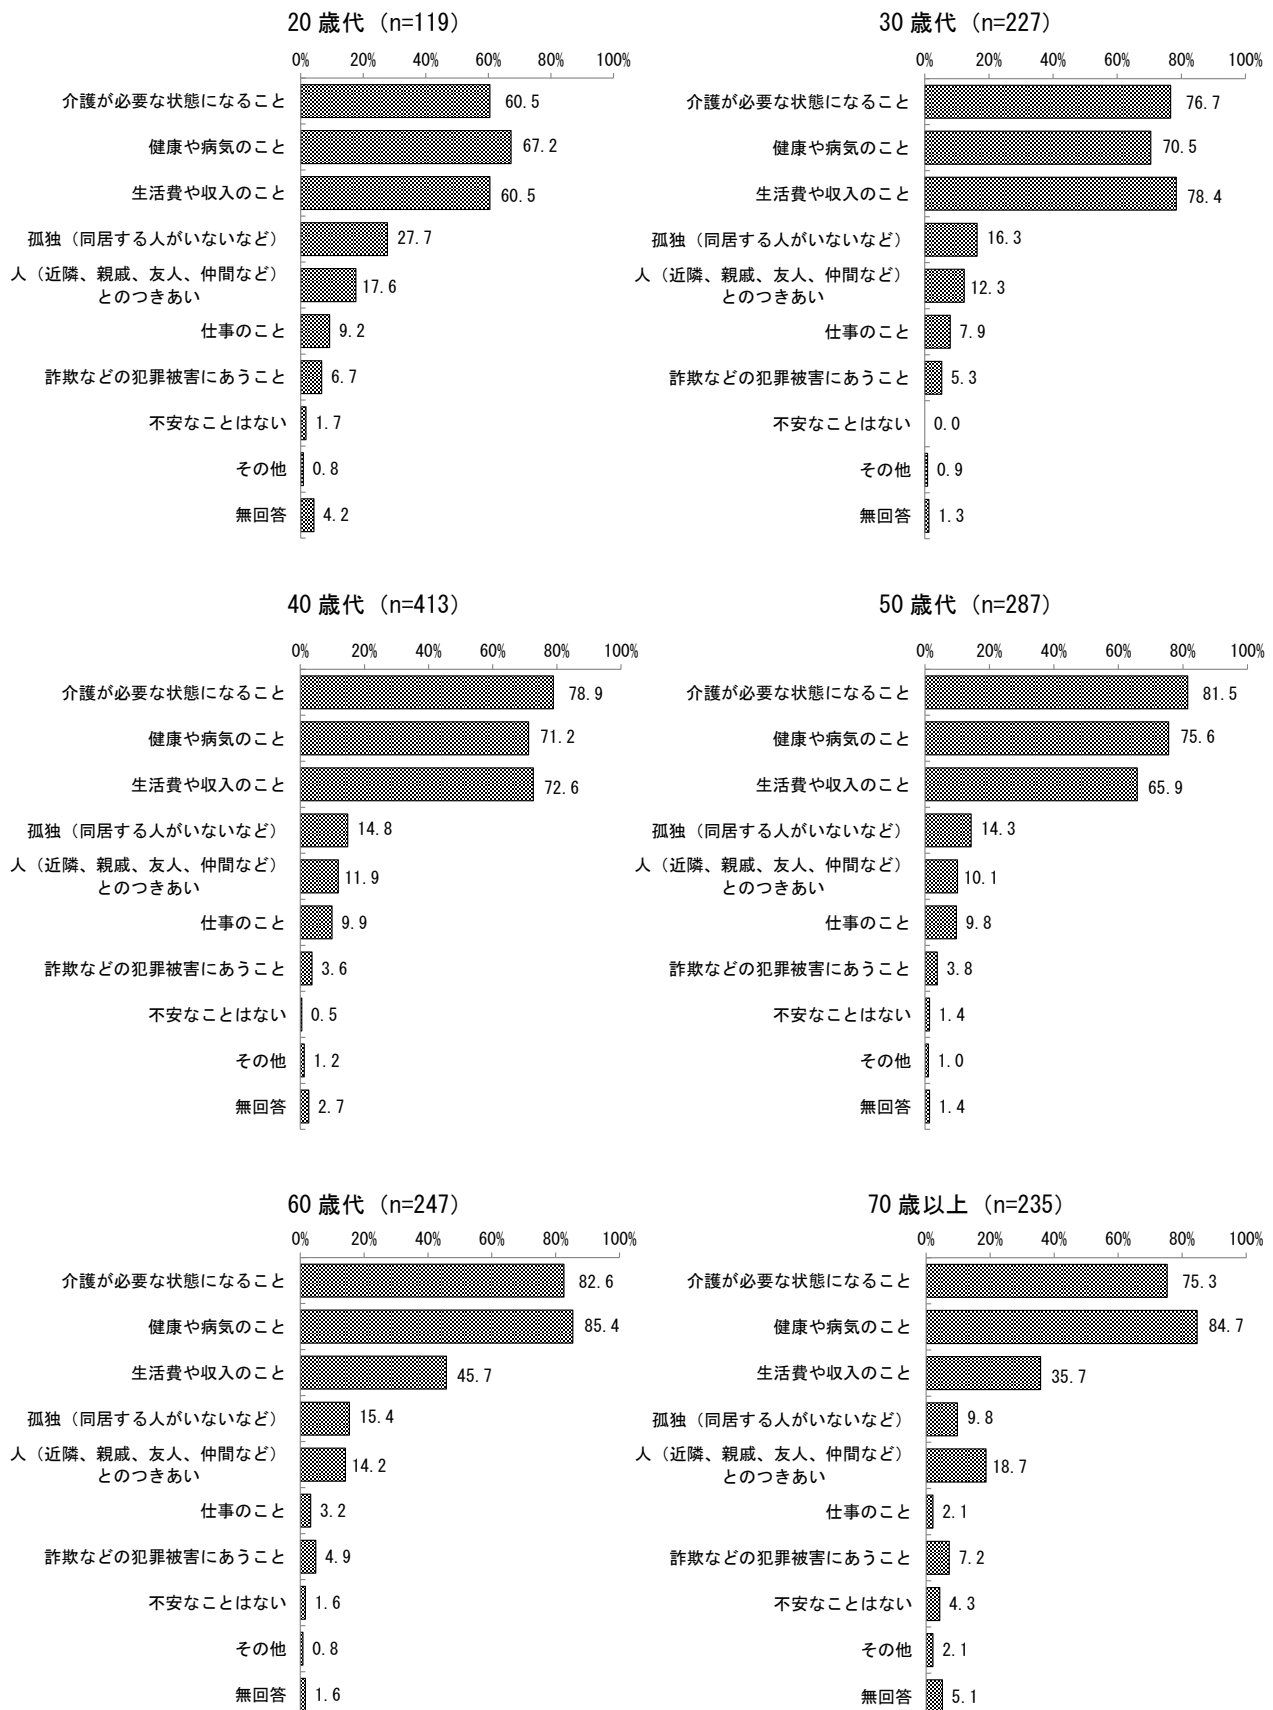 20 歳代（n=119）
0% 20% 40% 60% 80% 100%
介護が必要な状態になること 60.5
健康や病気のこと 67.2
生活費や収入のこと 60.5
孤独（同居する人がいないなど） 27.7
人（近隣、親戚、友人、仲間など）
とのつきあい 17.6
仕事のこと 9.2
詐欺などの犯罪被害にあうこと 6.7
不安なことはない 1.7
その他 0.8
無回答 4.2
30 歳代（n=227）
0% 20% 40% 60% 80% 100%
介護が必要な状態になること 76.7
健康や病気のこと 70.5
生活費や収入のこと 78.4
孤独（同居する人がいないなど） 16.3
人（近隣、親戚、友人、仲間など）
とのつきあい 12.3
仕事のこと 7.9
詐欺などの犯罪被害にあうこと 5.3
不安なことはない 0.0
その他 0.9
無回答 1.3
40 歳代（n=413）
0% 20% 40% 60% 80% 100%
介護が必要な状態になること 78.9
健康や病気のこと 71.2
生活費や収入のこと 72.6
孤独（同居する人がいないなど） 14.8
人（近隣、親戚、友人、仲間など）
とのつきあい 11.9
仕事のこと 9.9
詐欺などの犯罪被害にあうこと 3.6
不安なことはない 0.5
その他 1.2
無回答 2.7
50 歳代（n=287）
0% 20% 40% 60% 80% 100%
介護が必要な状態になること 81.5
健康や病気のこと 75.6
生活費や収入のこと 65.9
孤独（同居する人がいないなど） 14.3
人（近隣、親戚、友人、仲間など）
とのつきあい 10.1
仕事のこと 9.8
詐欺などの犯罪被害にあうこと 3.8
不安なことはない 1.4
その他 1.0
無回答 1.4
60 歳代（n=247）
0% 20% 40% 60% 80% 100%
介護が必要な状態になること 82.6
健康や病気のこと 85.4
生活費や収入のこと 45.7
孤独（同居する人がいないなど） 15.4
人（近隣、親戚、友人、仲間など）
とのつきあい 14.2
仕事のこと 3.2
詐欺などの犯罪被害にあうこと 4.9
不安なことはない 1.6
その他 0.8
無回答 1.6
70 歳以上（n=235）
0% 20% 40% 60% 80% 100%
介護が必要な状態になること 75.3
健康や病気のこと 84.7
生活費や収入のこと 35.7
孤独（同居する人がいないなど） 9.8
人（近隣、親戚、友人、仲間など）
とのつきあい 18.7
仕事のこと 2.1
詐欺などの犯罪被害にあうこと 7.2
不安なことはない 4.3
その他 2.1
無回答 5.1